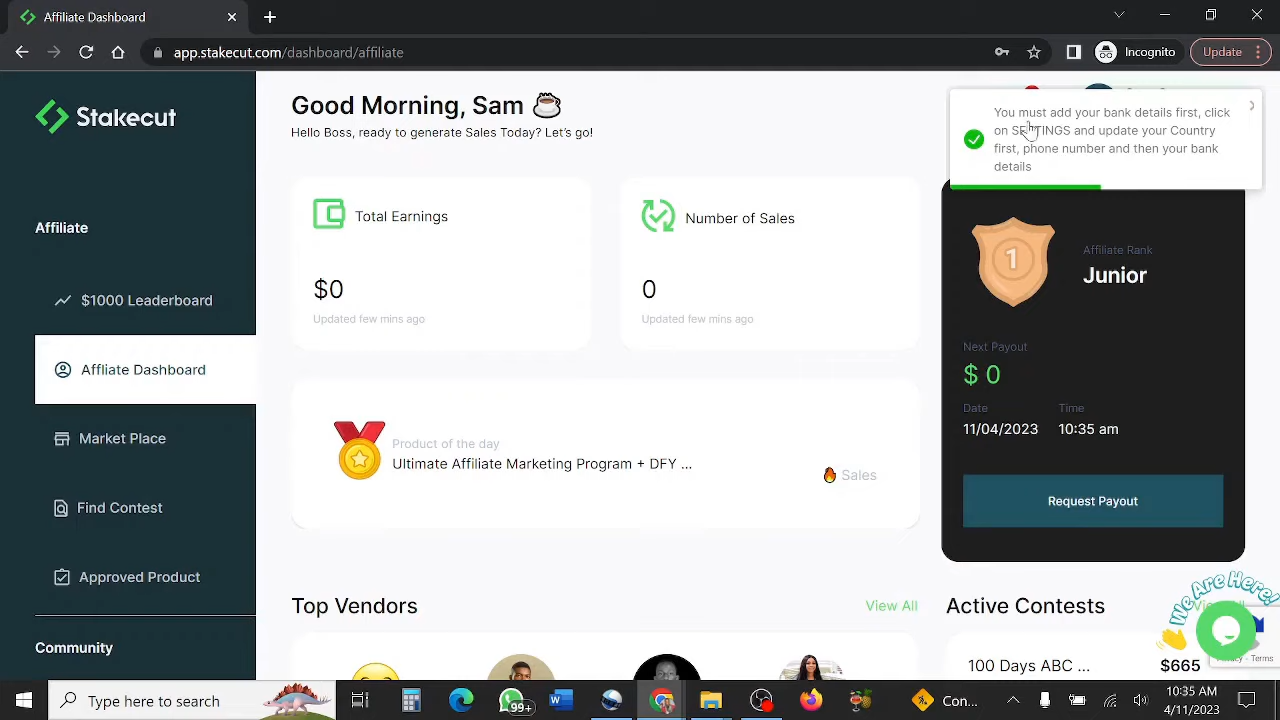 Affiliate Dashboard
app.stakecut.com/dashboard/affiliate
Incognito
Update
Stakecut
Affiliate
$1000 Leaderboard
Affliate Dashboard
Market Place
Find Contest
Approved Product
Community
Good Morning, Sam
Hello Boss, ready to generate Sales Today? Let's go!
You must add your bank details first, click
on SETTINGS and update your Country
first, phone number and then your bank
details
Total Earnings
$0
Updated few mins ago
Number of Sales
0
Updated few mins ago
1
Affiliate Rank
Junior
Next Payout
$ 0
Date
Time
11/04/2023
10:35 am
Request Payout
Product of the day
Ultimate Affiliate Marketing Program + DFY ...
Sales
Top Vendors
View All
Active Contests
100 Days ABC ...
$665
We Are Here!
- Terms
Type here to search
99+
Con...
10:35 AM
4/11/2023